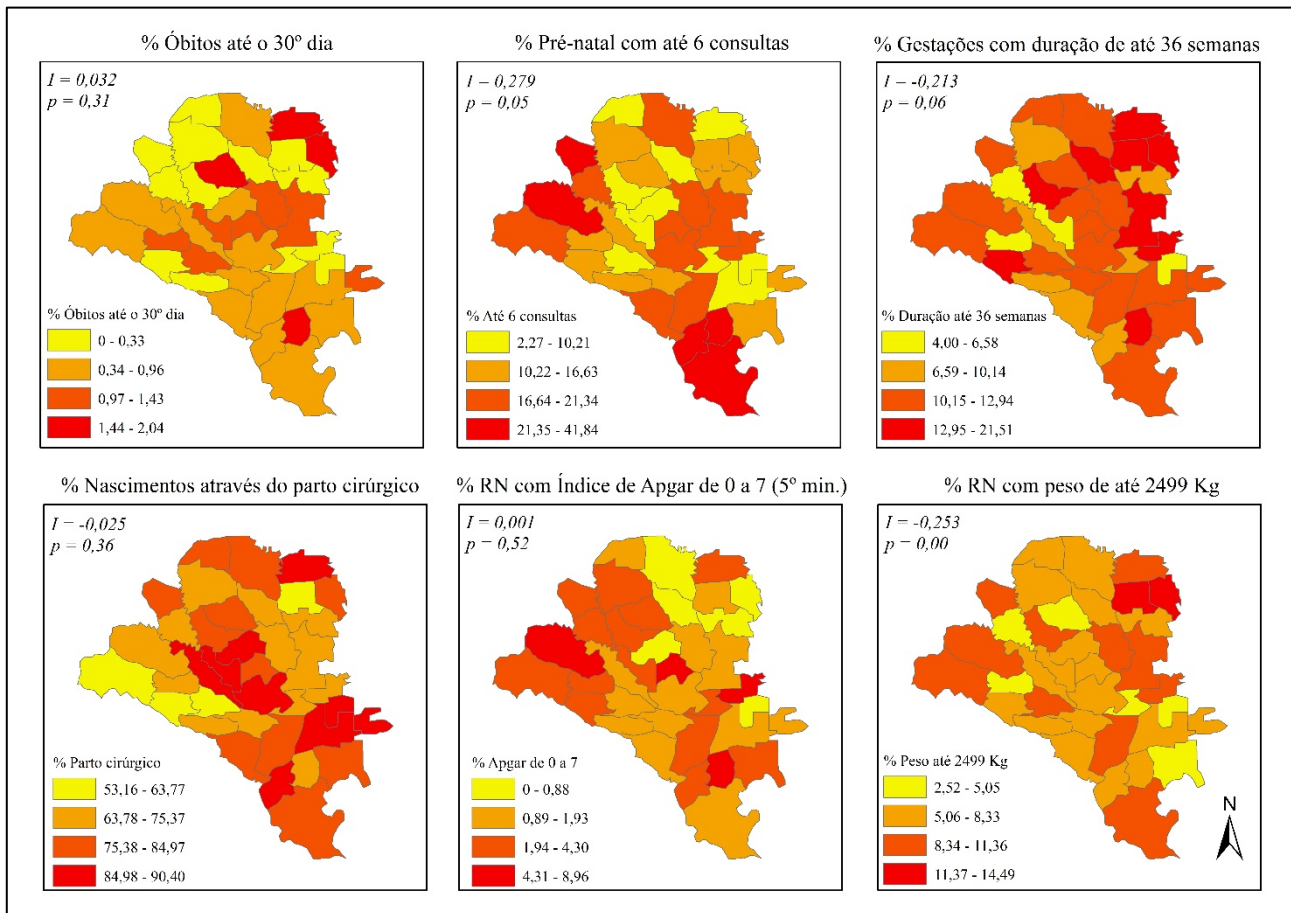 % Óbitos até o 30º dia
I = 0,032
p = 0,31
% Óbitos até o 30º dia
0 - 0,33
0,34 - 0,96
0,97 - 1,43
1,44 - 2,04
% Pré-natal com até 6 consultas
I = 0,279
p = 0,05
% Até 6 consultas
2,27 - 10,21
10,22 - 16,63
16,64 - 21,34
21,35 - 41,84
% Gestações com duração de até 36 semanas
I = -0,213
p = 0,06
% Duração até 36 semanas
4,00 - 6,58
6,59 - 10,14
10,15 - 12,94
12,95 - 21,51
% Nascimentos através do parto cirúrgico
I = -0,025
p = 0,36
% Parto cirúrgico
53,16 - 63,77
63,78 - 75,37
75,38 - 84,97
84,98 - 90,40
% RN com Índice de Apgar de 0 a 7 (5º min.)
I = 0,001
p = 0,52
% Apgar de 0 a 7
0 - 0,88
0,89 - 1,93
1,94 - 4,30
4,31 - 8,96
% RN com peso de até 2499 Kg
I = -0,253
p = 0,00
% Peso até 2499 Kg
2,52 - 5,05
5,06 - 8,33
8,34 - 11,36
11,37 - 14,49
N